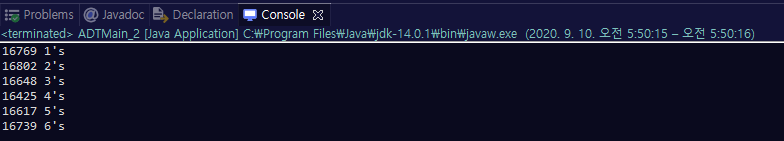 Problems @ Javadoc Declaration Console
<terminated> ADTMain_2 [Java Application] C:₩Program Files₩Java₩jdk-14.0.1₩bin₩javaw.exe (2020. 9. 10. 오전 5:50:15 – 오전 5:50:16)
16769 1's
16802 2's
16648 3's
16425 4's
16617 5's
16739 6's